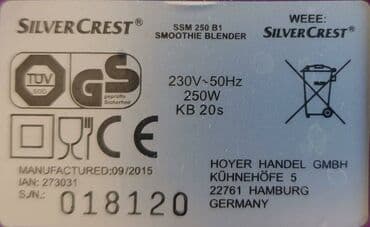 SILVERCREST®
SSM 250 B1
SMOOTHIE BLENDER
WEEE:
SILVERCREST®
TÜV
SÜD
GS
geprüfte
Sicherheit
230V~50Hz
250W
KB 20s
CE
MANUFACTURED:09/2015
IAN: 273031
S./N.: 018120
HOYER HANDEL GMBH
KÜHNEHÖFE 5
22761 HAMBURG
GERMANY